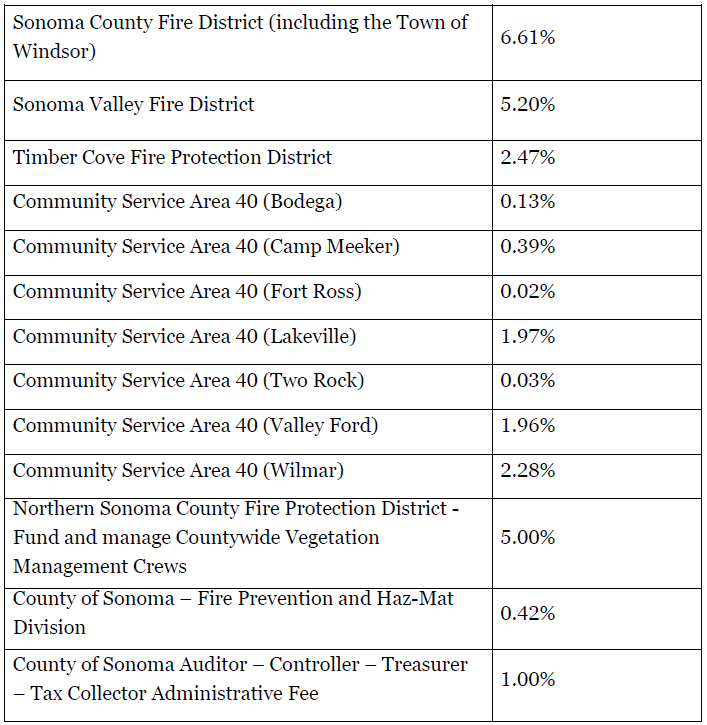 Sonoma County Fire District (including the Town of
Windsor)
6.61%
Sonoma Valley Fire District
5.20%
Timber Cove Fire Protection District
2.47%
Community Service Area 40 (Bodega)
0.13%
Community Service Area 40 (Camp Meeker)
0.39%
Community Service Area 40 (Fort Ross)
0.02%
Community Service Area 40 (Lakeville)
1.97%
Community Service Area 40 (Two Rock)
0.03%
Community Service Area 40 (Valley Ford)
1.96%
Community Service Area 40 (Wilmar)
2.28%
Northern Sonoma County Fire Protection District -
Fund and manage Countywide Vegetation
Management Crews
5.00%
County of Sonoma – Fire Prevention and Haz-Mat
Division
0.42%
County of Sonoma Auditor – Controller – Treasurer
– Tax Collector Administrative Fee
1.00%